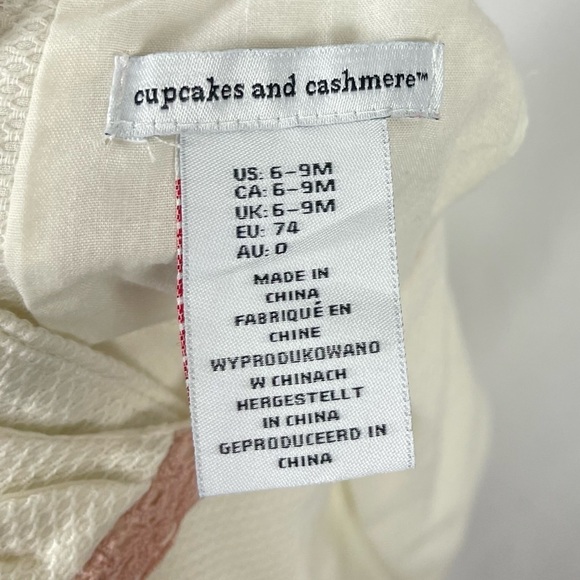 cupcakes and cashmere™
US: 6-9M
CA: 6-9M
UK: 6-9M
EU: 74
AU: 0
MADE IN
CHINA
FABRIQUÉ EN
CHINE
WYPRODUKOWANO
W CHINACH
HERGESTELLT
IN CHINA
GEPRODUCEERD IN
CHINA